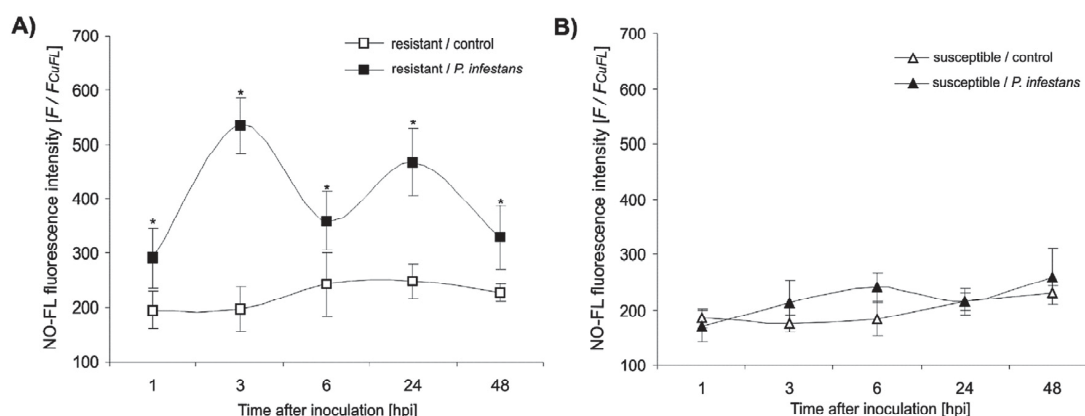 A)
NO-FL fluorescence intensity [F / FCuFL]
700
600
500
400
300
200
100
resistant / control
resistant / P. infestans
*
*
*
*
*
1 3 6 24 48
Time after inoculation [hpi]
B)
NO-FL fluorescence intensity [F / FCuFL]
700
600
500
400
300
200
100
susceptible / control
susceptible / P. infestans
1 3 6 24 48
Time after inoculation [hpi]